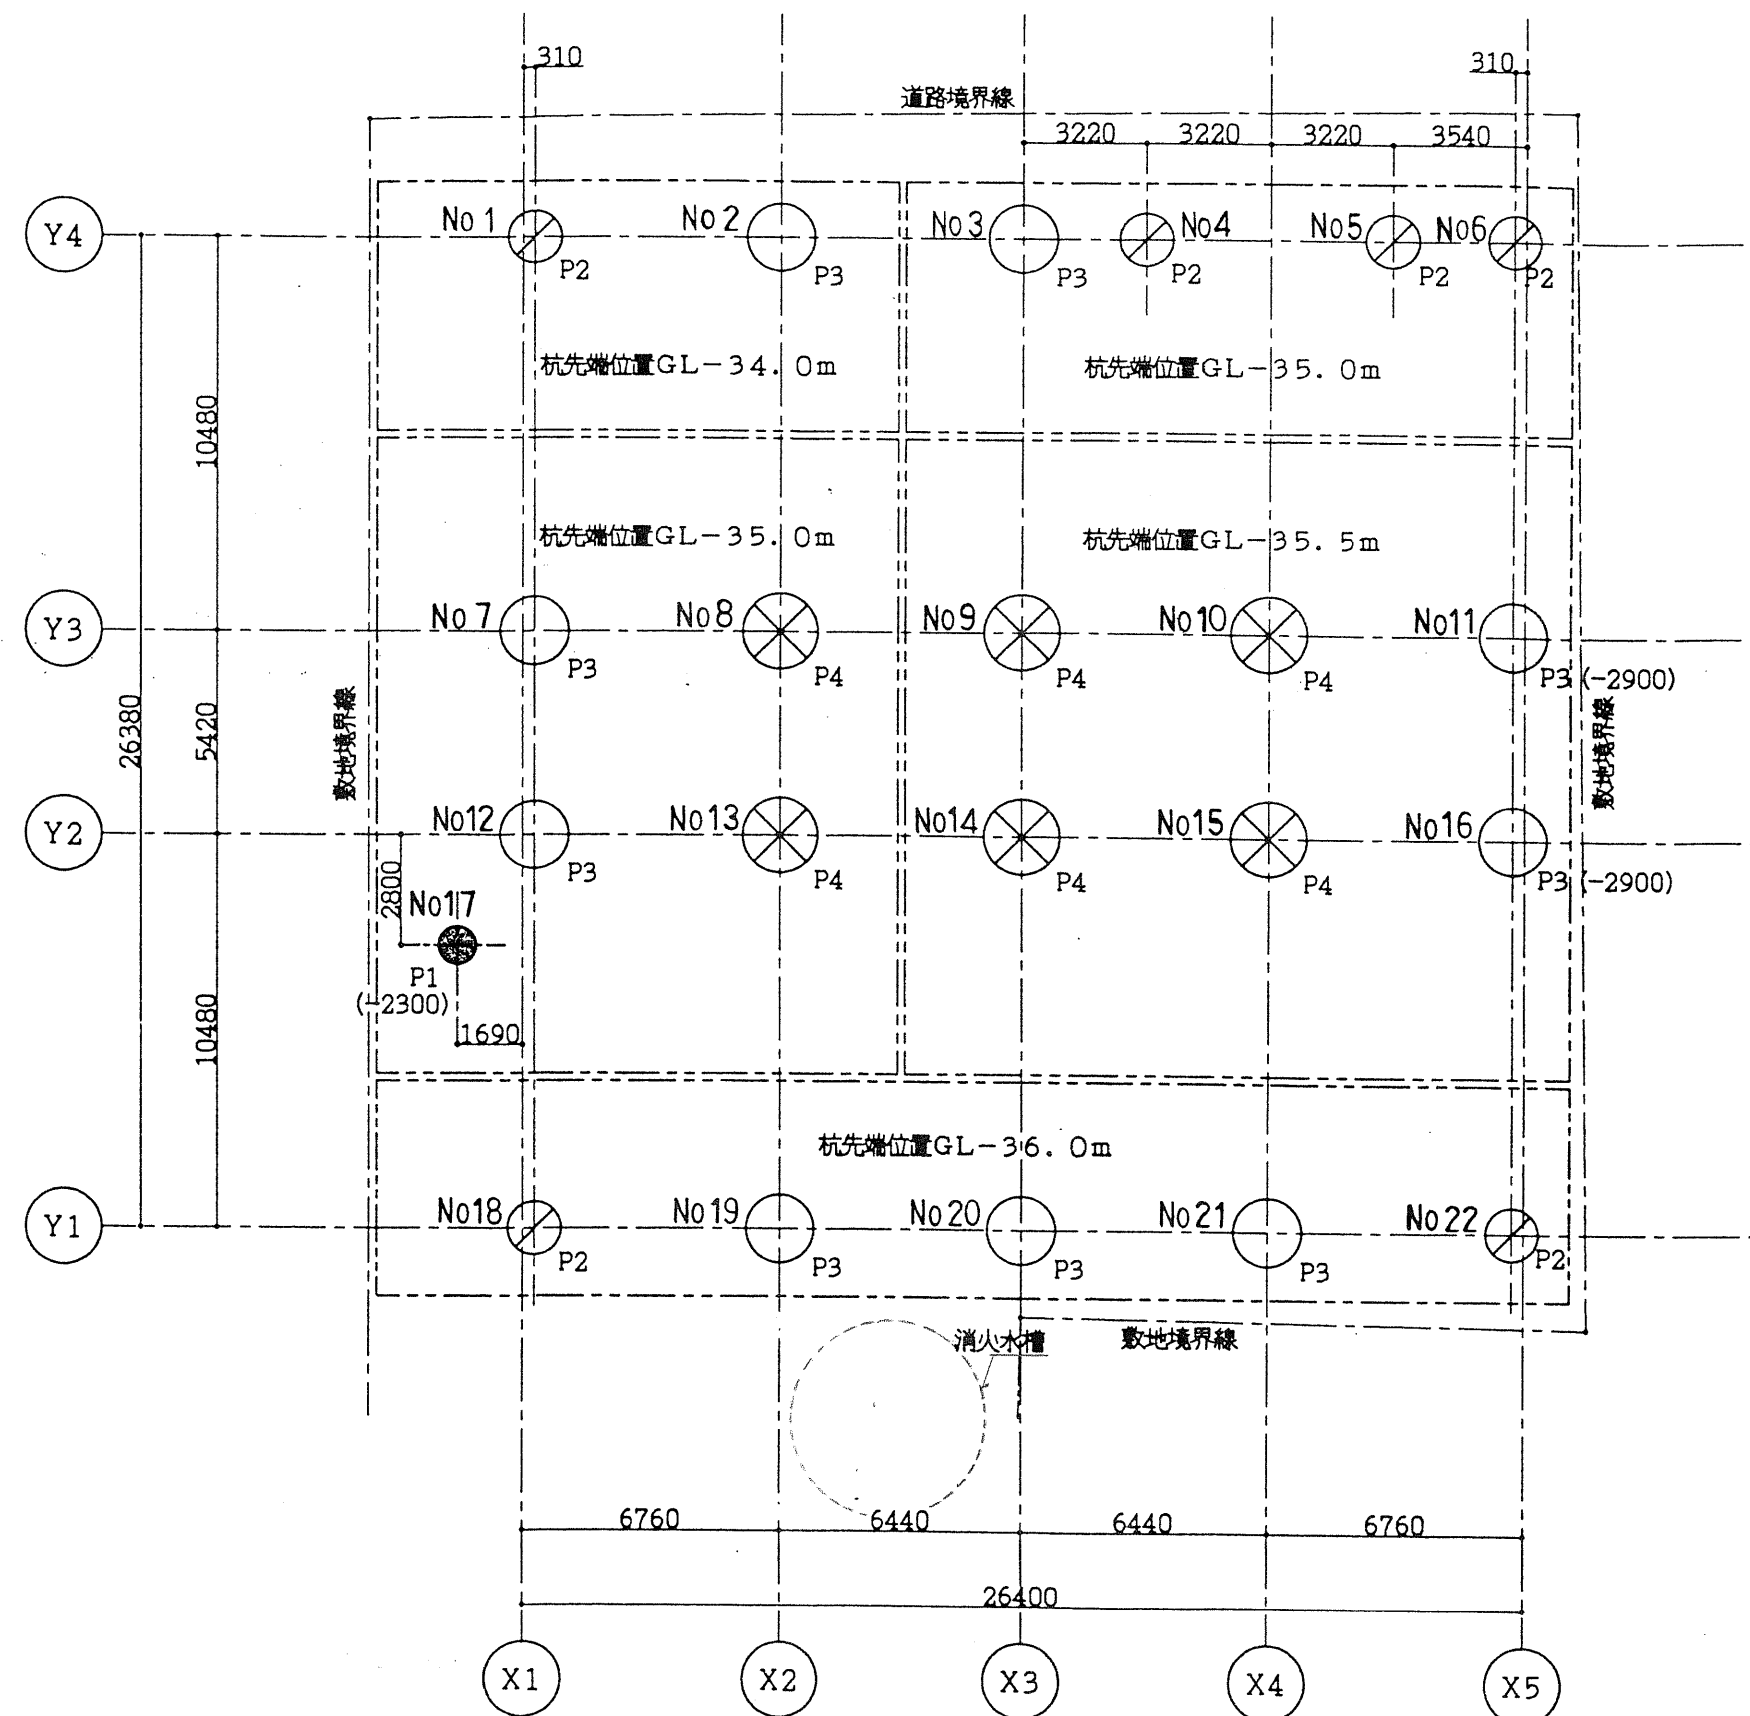 310
310
道路境界線
3220 3220 3220 3540
Y4
No1 No2 No3 No4 No5 No6
P2 P3 P3 P2 P2 P2
杭先端位置GL-34.0m
杭先端位置GL-35.0m
10480
杭先端位置GL-35.0m
杭先端位置GL-35.5m
Y3
No7 No8 No9 No10 No11
P3 P4 P4 P4 P3 (-2900)
26380
5420
敷地境界線
敷地境界線
Y2
No12 No13 No14 No15 No16
P3 P4 P4 P4 P3 (-2900)
2800
No17
P1
(-2300)
1690
10480
杭先端位置GL-36.0m
Y1
No18 No19 No20 No21 No22
P2 P3 P3 P3 P2
消火水槽
敷地境界線
6760 6440 6440 6760
26400
X1 X2 X3 X4 X5